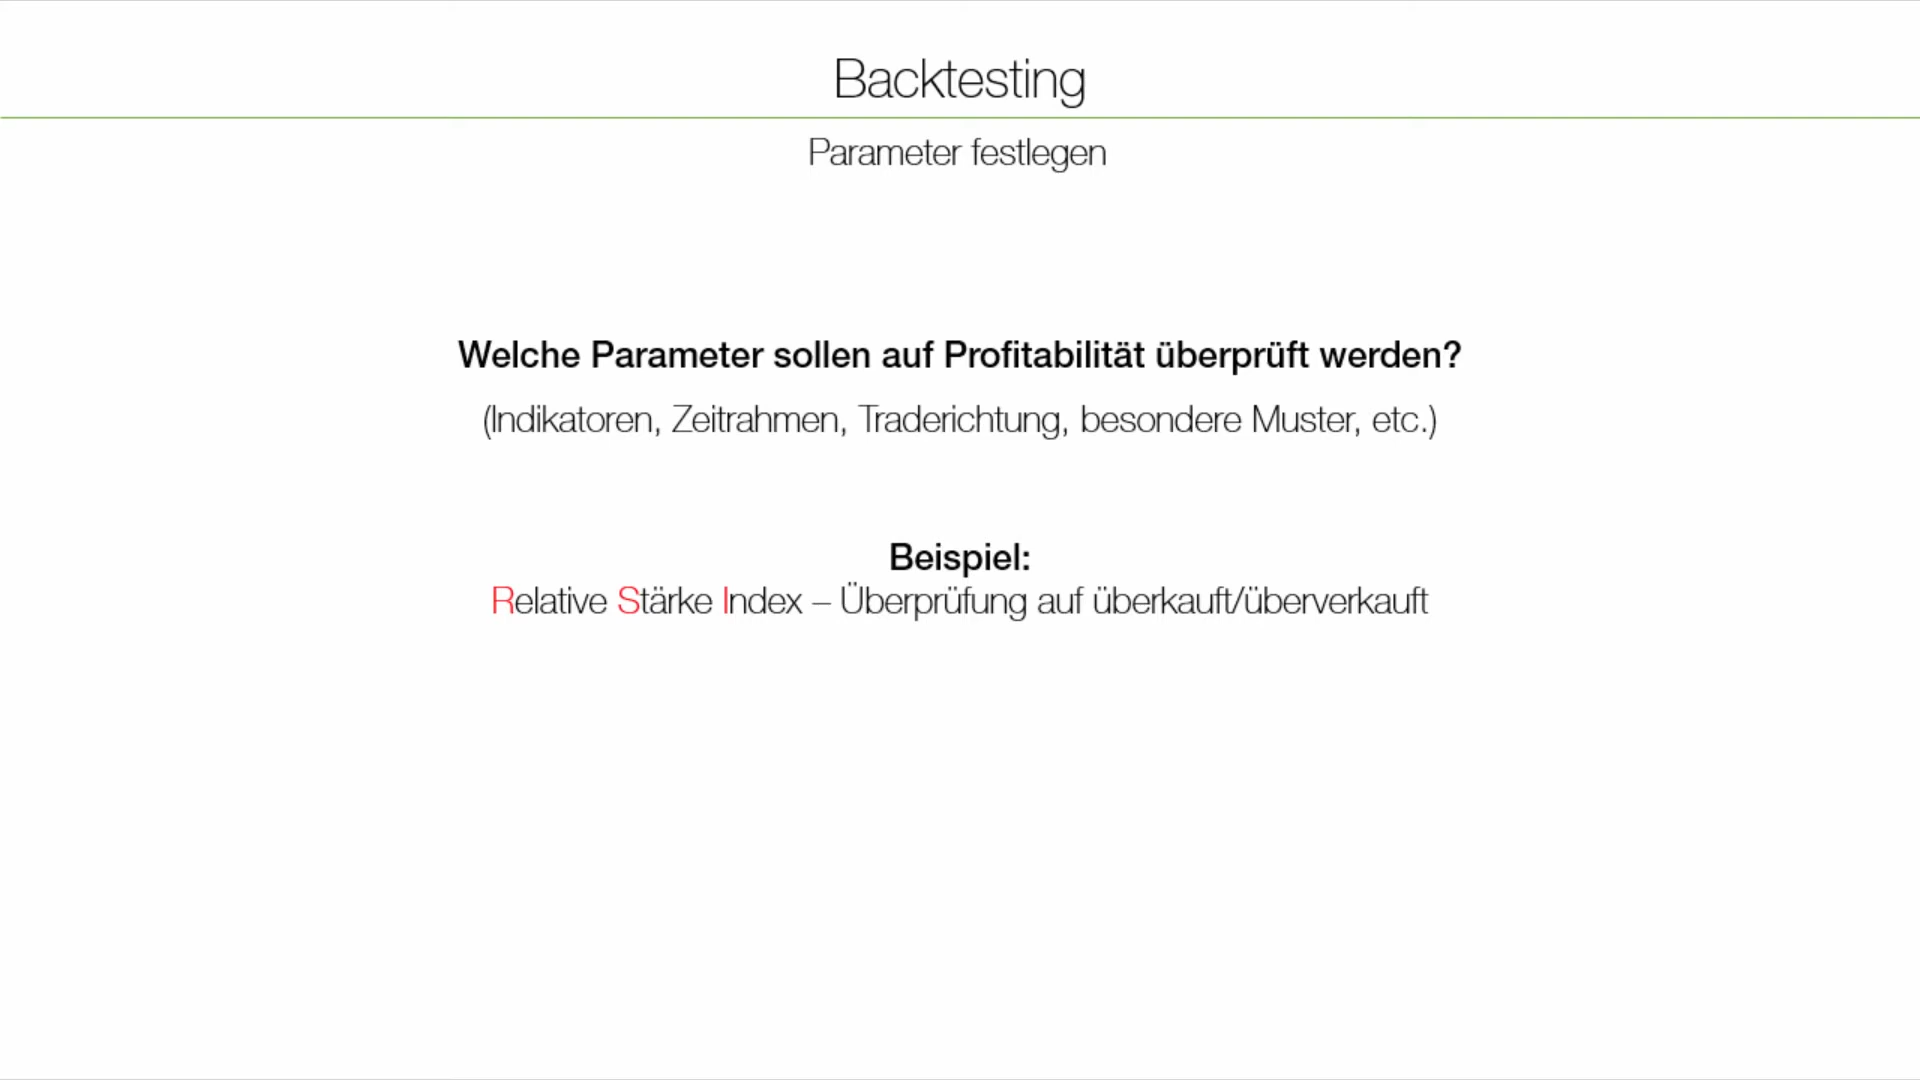 Backtesting
Parameter festlegen
Welche Parameter sollen auf Profitabilität überprüft werden?
(Indikatoren, Zeitrahmen, Traderichtung, besondere Muster, etc.)
Beispiel:
Relative Stärke Index – Überprüfung auf überkauft/überverkauft